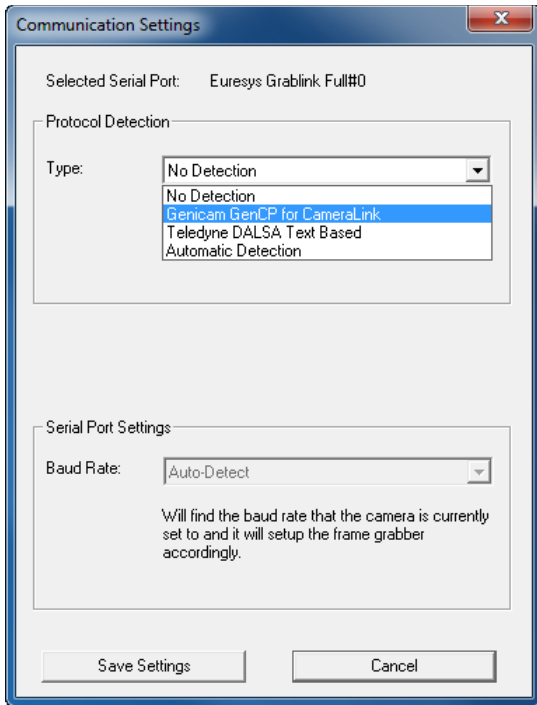 Communication Settings
Selected Serial Port: Euresys Grablink Full#0
Protocol Detection
Type: No Detection
No Detection
Genicam GenCP for CameraLink
Teledyne DALSA Text Based
Automatic Detection
Serial Port Settings
Baud Rate: Auto-Detect
Will find the baud rate that the camera is currently
set to and it will setup the frame grabber
accordingly.
Save Settings Cancel